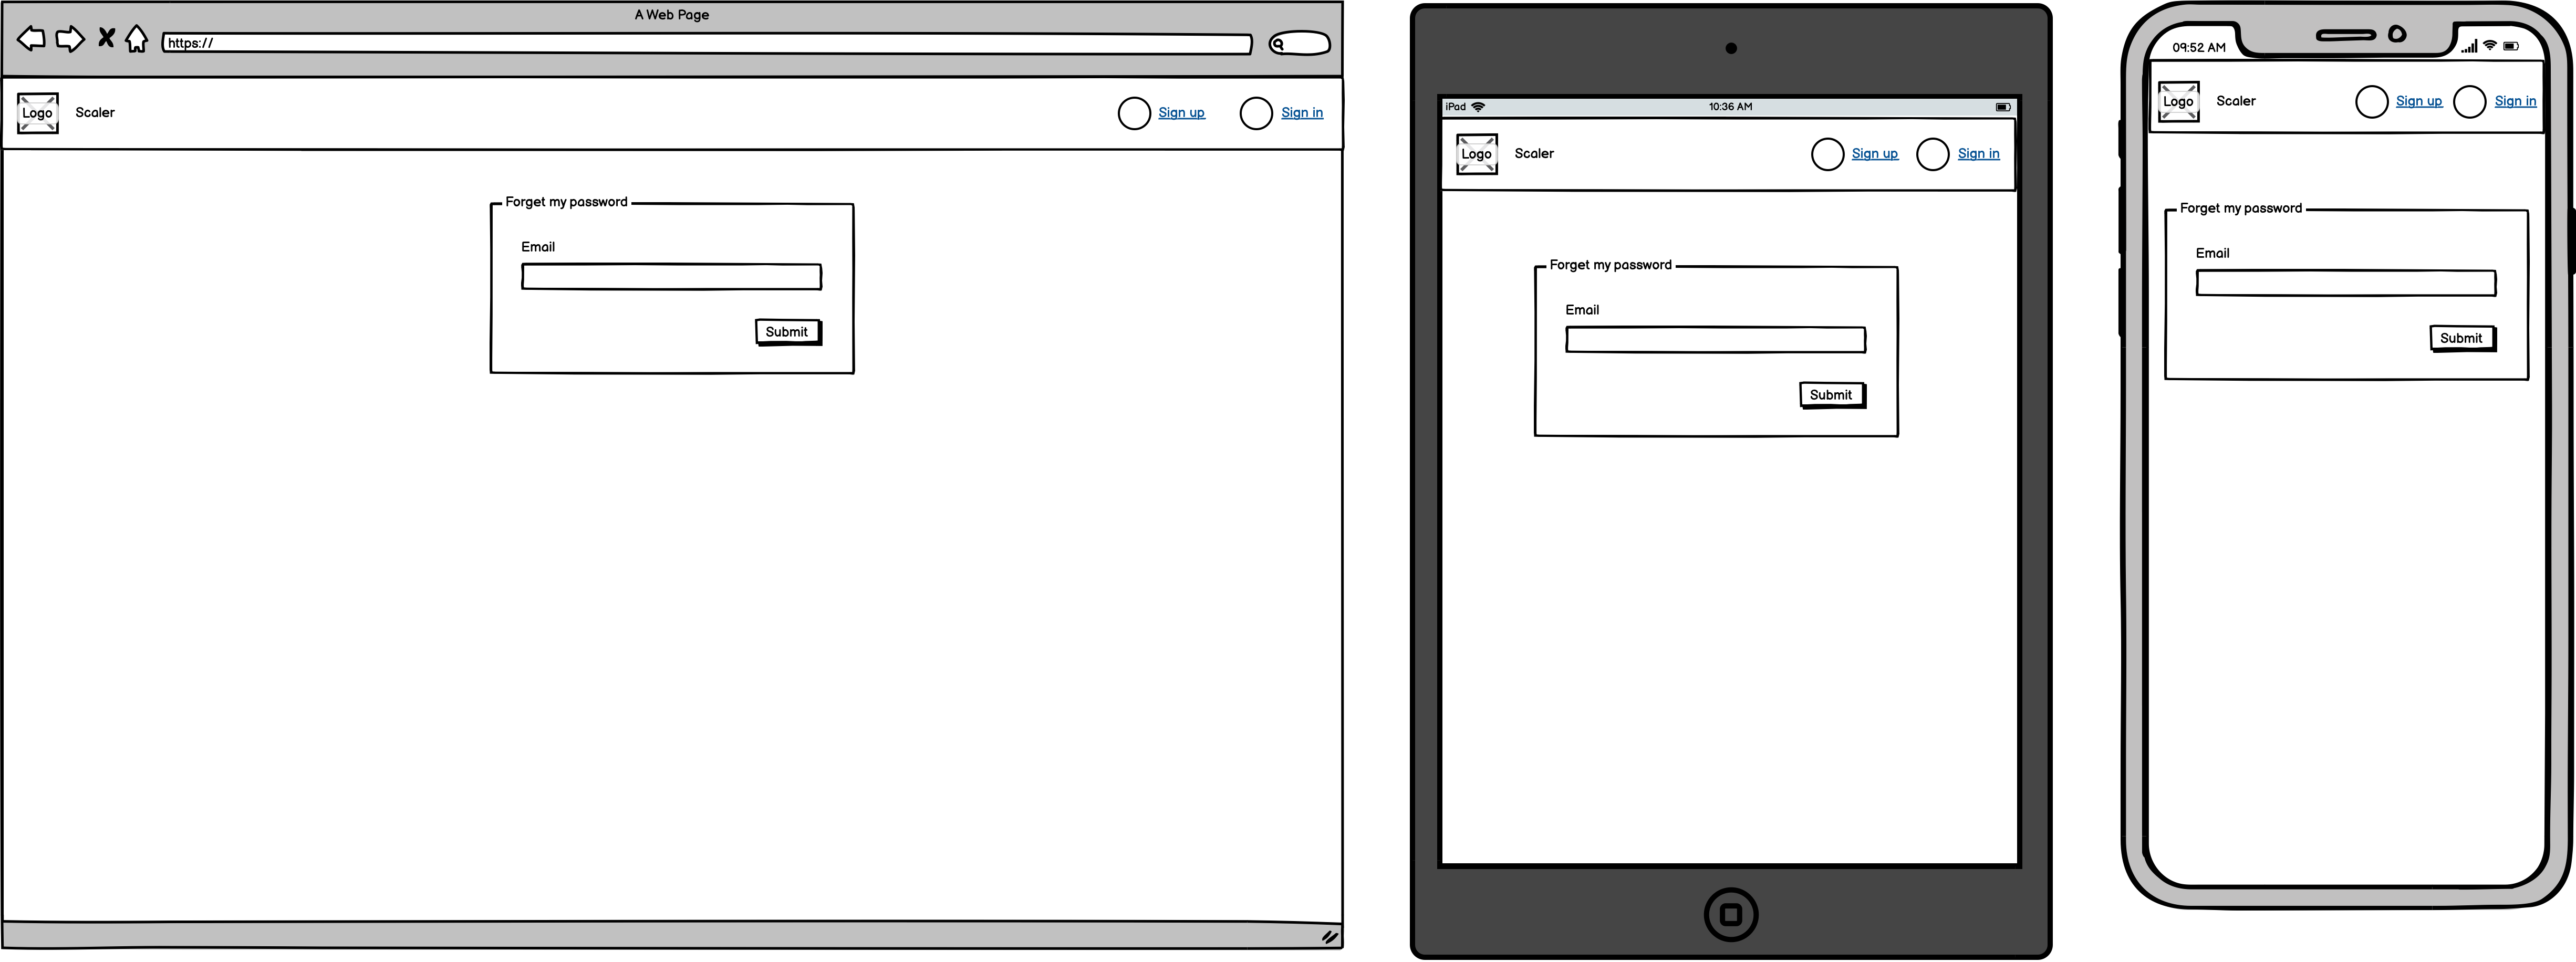 A Web Page
https://
Logo
Scaler
Sign up
Sign in
Forget my password
Email
Submit
iPad
10:36 AM
Logo
Scaler
Sign up
Sign in
Forget my password
Email
Submit
09:52 AM
Logo
Scaler
Sign up
Sign in
Forget my password
Email
Submit